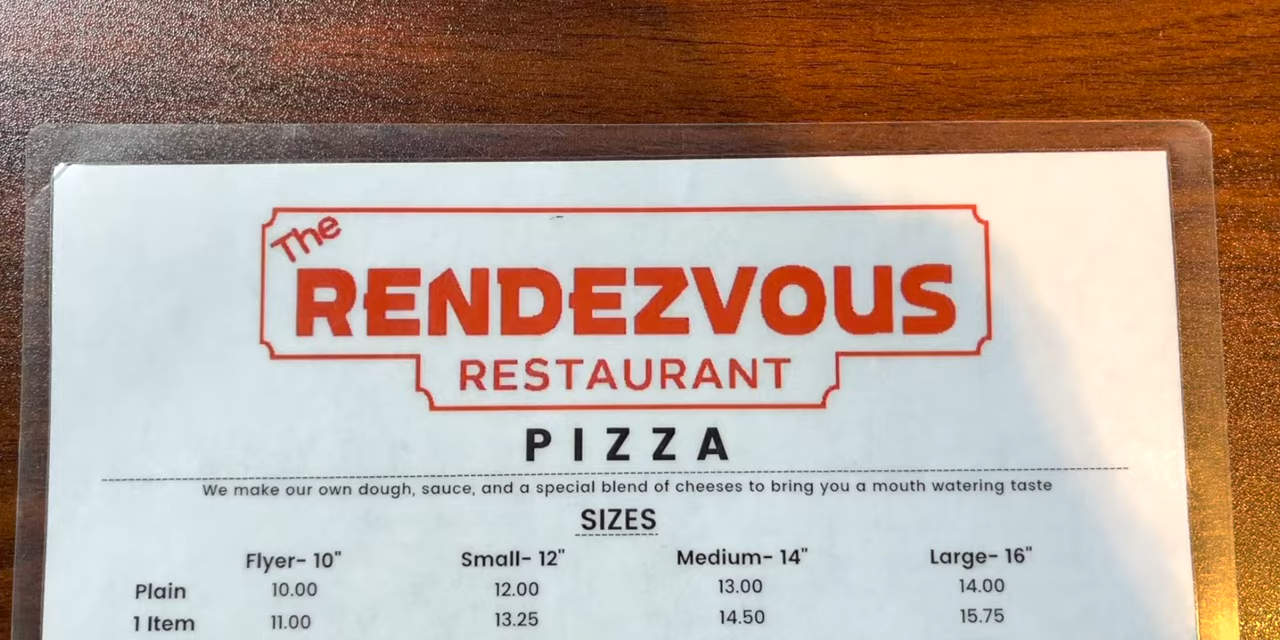 The
RENDEZVOUS
RESTAURANT
PIZZA
We make our own dough, sauce, and a special blend of cheeses to bring you a mouth watering taste
SIZES
Flyer- 10" Small- 12" Medium- 14" Large- 16"
Plain 10.00 12.00 13.00 14.00
1 Item 11.00 13.25 14.50 15.75